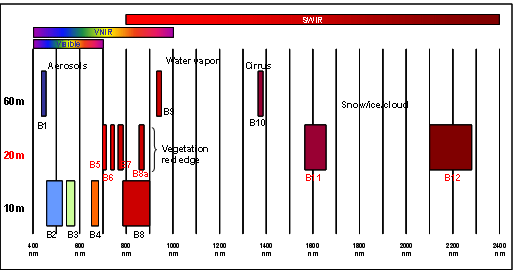 SWIR
VNIR
Visible
Aerosols
Water vapor
Cirrus
60 m
B1
B9
B10
Snow/ice/cloud
20 m
B5
B6
B7
B8a
Vegetation
red edge
B11
B12
10 m
B2
B3
B4
B8
400 nm
600 nm
800 nm
1000 nm
1200 nm
1400 nm
1600 nm
1800 nm
2000 nm
2200 nm
2400 nm